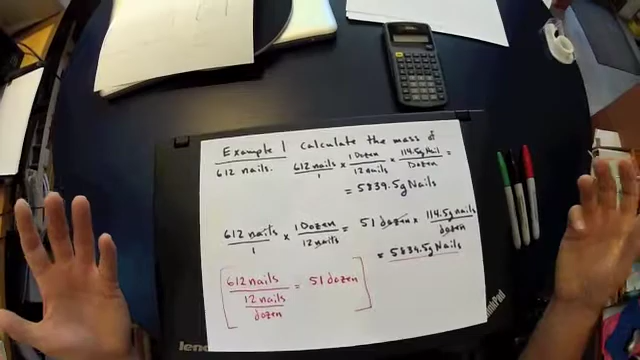 Example 1 Calculate the mass of
612 nails. 612 nails/1 × 1 Dozen/12 nails × 114.5g Nail/Dozen =
= 5839.5g Nails
612 nails/1 × 1 Dozen/12 nails = 51 dozen × 114.5g nails/dozen
= 5839.5g Nails
[612 nails/12 nails/dozen = 51 dozen]
leno
ThinkPad